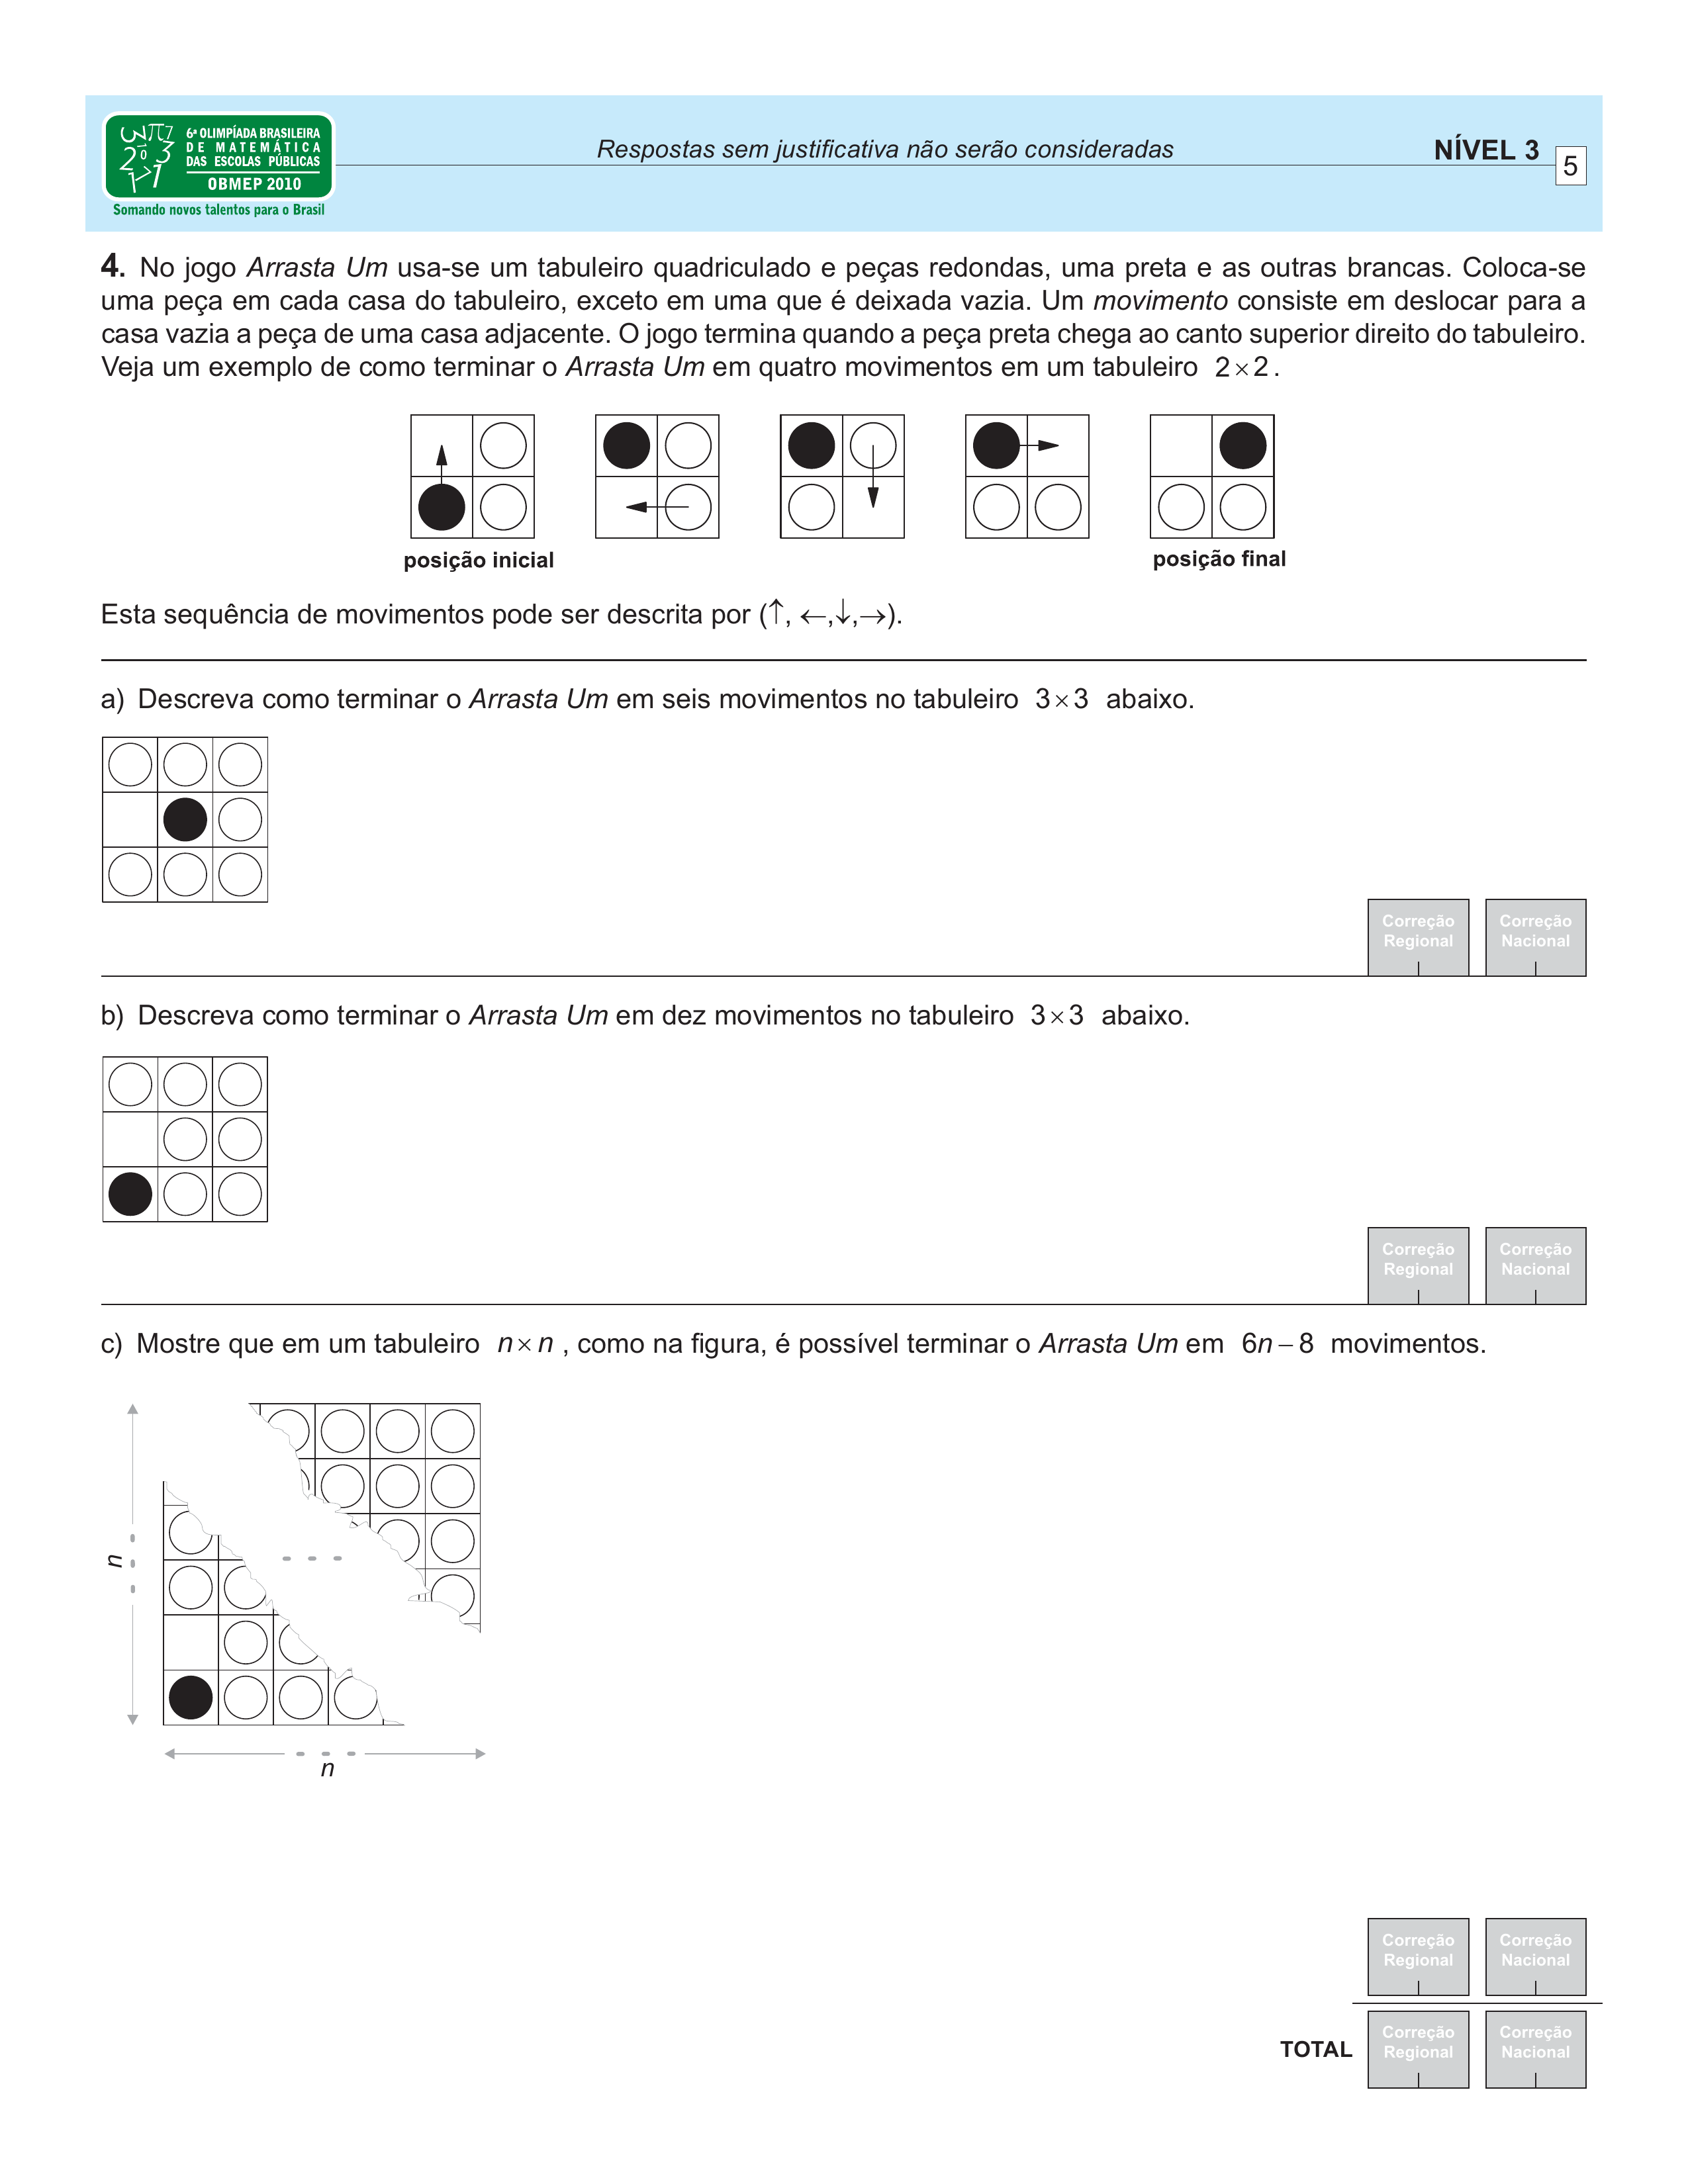 6ª OLIMPÍADA BRASILEIRA
DE MATEMÁTICA
DAS ESCOLAS PÚBLICAS
OBMEP 2010
Somando novos talentos para o Brasil
Respostas sem justificativa não serão consideradas
NÍVEL 3
5
4. No jogo Arrasta Um usa-se um tabuleiro quadriculado e peças redondas, uma preta e as outras brancas. Coloca-se
uma peça em cada casa do tabuleiro, exceto em uma que é deixada vazia. Um movimento consiste em deslocar para a
casa vazia a peça de uma casa adjacente. O jogo termina quando a peça preta chega ao canto superior direito do tabuleiro.
Veja um exemplo de como terminar o Arrasta Um em quatro movimentos em um tabuleiro 2×2.
posição inicial
posição final
Esta sequência de movimentos pode ser descrita por (↑, ←,↓,→).
a) Descreva como terminar o Arrasta Um em seis movimentos no tabuleiro 3×3 abaixo.
Correção Regional
Correção Nacional
b) Descreva como terminar o Arrasta Um em dez movimentos no tabuleiro 3×3 abaixo.
Correção Regional
Correção Nacional
c) Mostre que em um tabuleiro n×n, como na figura, é possível terminar o Arrasta Um em 6n–8 movimentos.
n
n
Correção Regional
Correção Nacional
TOTAL
Correção Regional
Correção Nacional